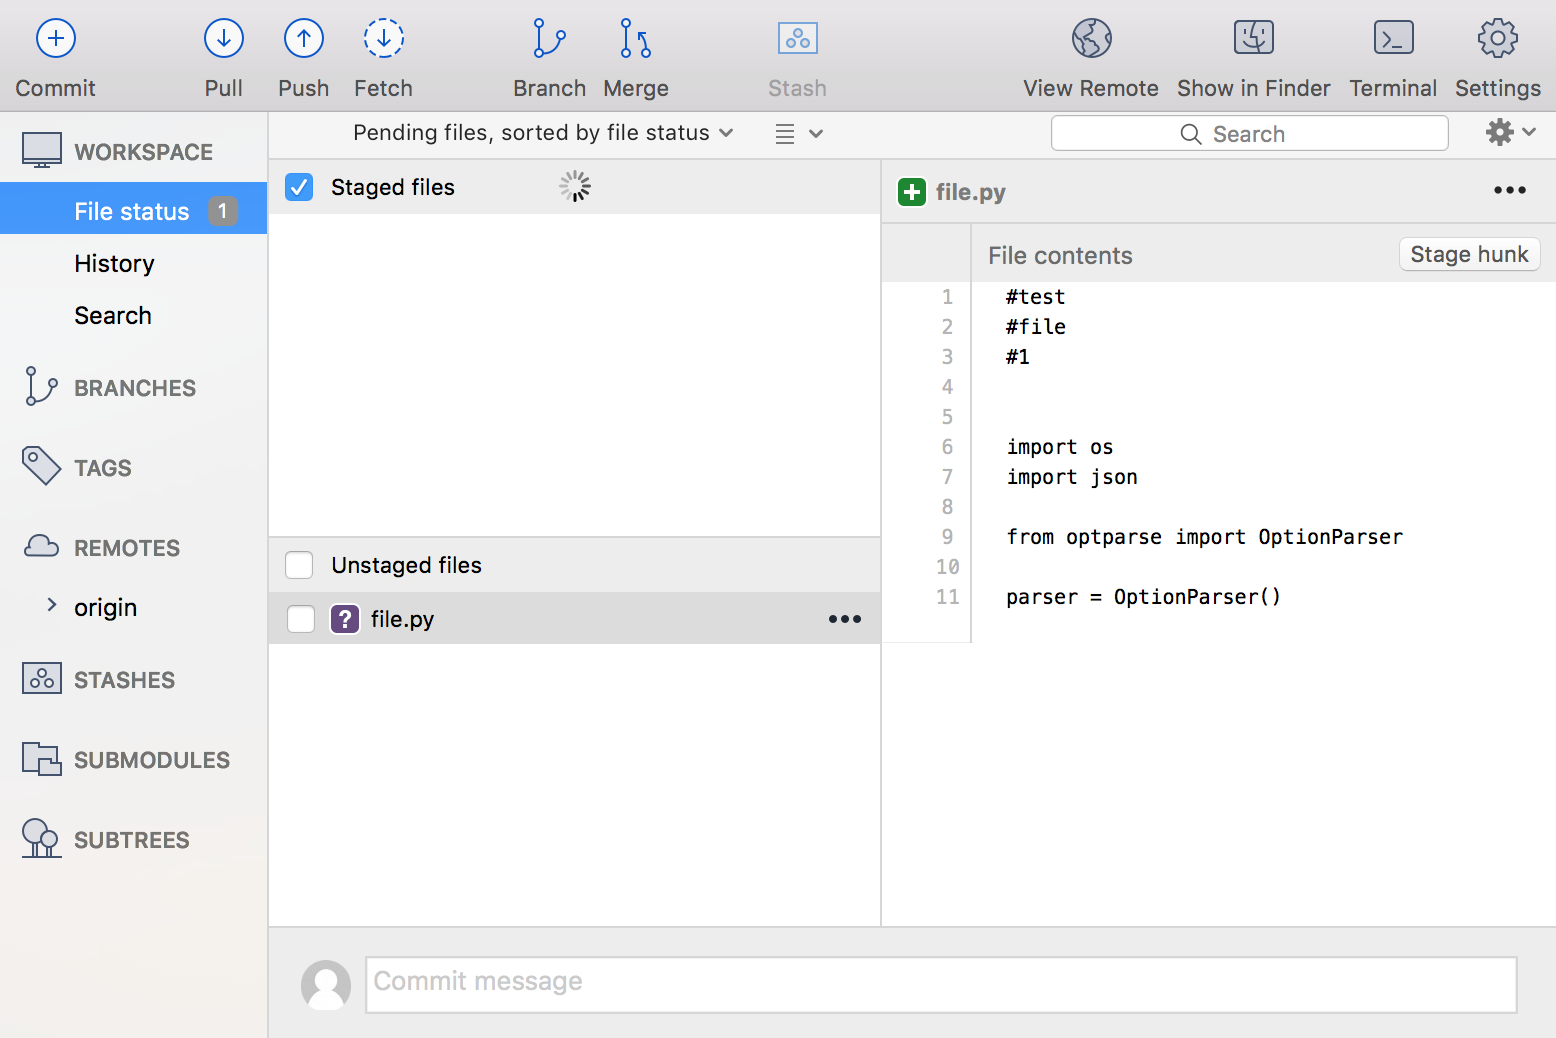 Commit Pull Push Fetch Branch Merge Stash View Remote Show in Finder Terminal Settings
WORKSPACE
File status 1
History
Search
BRANCHES
TAGS
REMOTES
origin
STASHES
SUBMODULES
SUBTREES
Pending files, sorted by file status
Search
Staged files
Unstaged files
? file.py
file.py
File contents
Stage hunk
1 #test
2 #file
3 #1
4
5
6 import os
7 import json
8
9 from optparse import OptionParser
10
11 parser = OptionParser()
Commit message